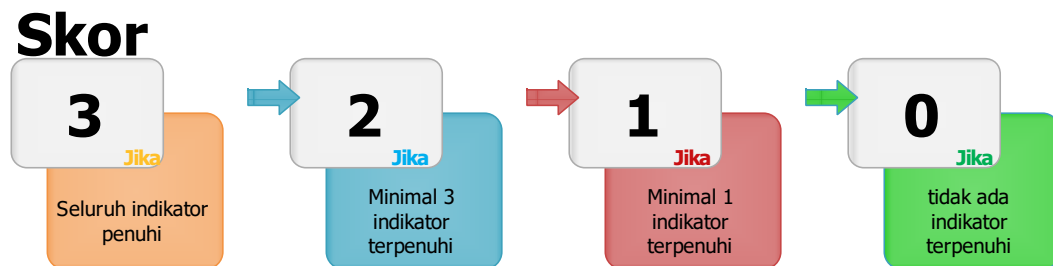 Skor
3
Jika
Seluruh indikator
penuhi
2
Jika
Minimal 3
indikator
terpenuhi
1
Jika
Minimal 1
indikator
terpenuhi
0
Jika
tidak ada
indikator
terpenuhi